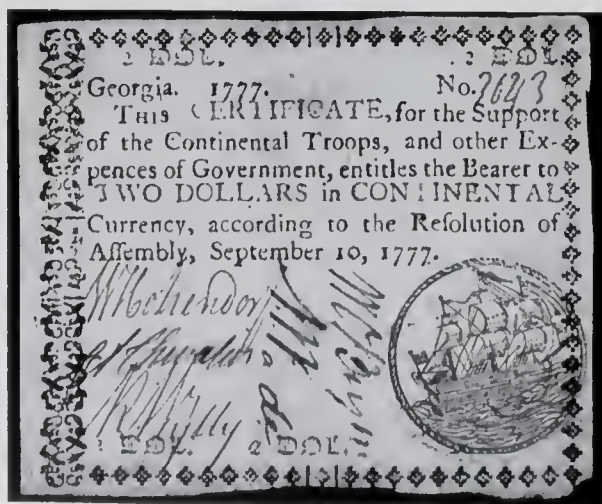 2 DOL. 2 DOL.
Georgia. 1777. No. 2643
THIS CERTIFICATE, for the Support
of the Continental Troops, and other Ex-
pences of Government, entitles the Bearer to
TWO DOLLARS in CONTINENTAL
Currency, according to the Resolution of
Assembly, September 10, 1777.
Wylly
2 DOL. 2 DOL.